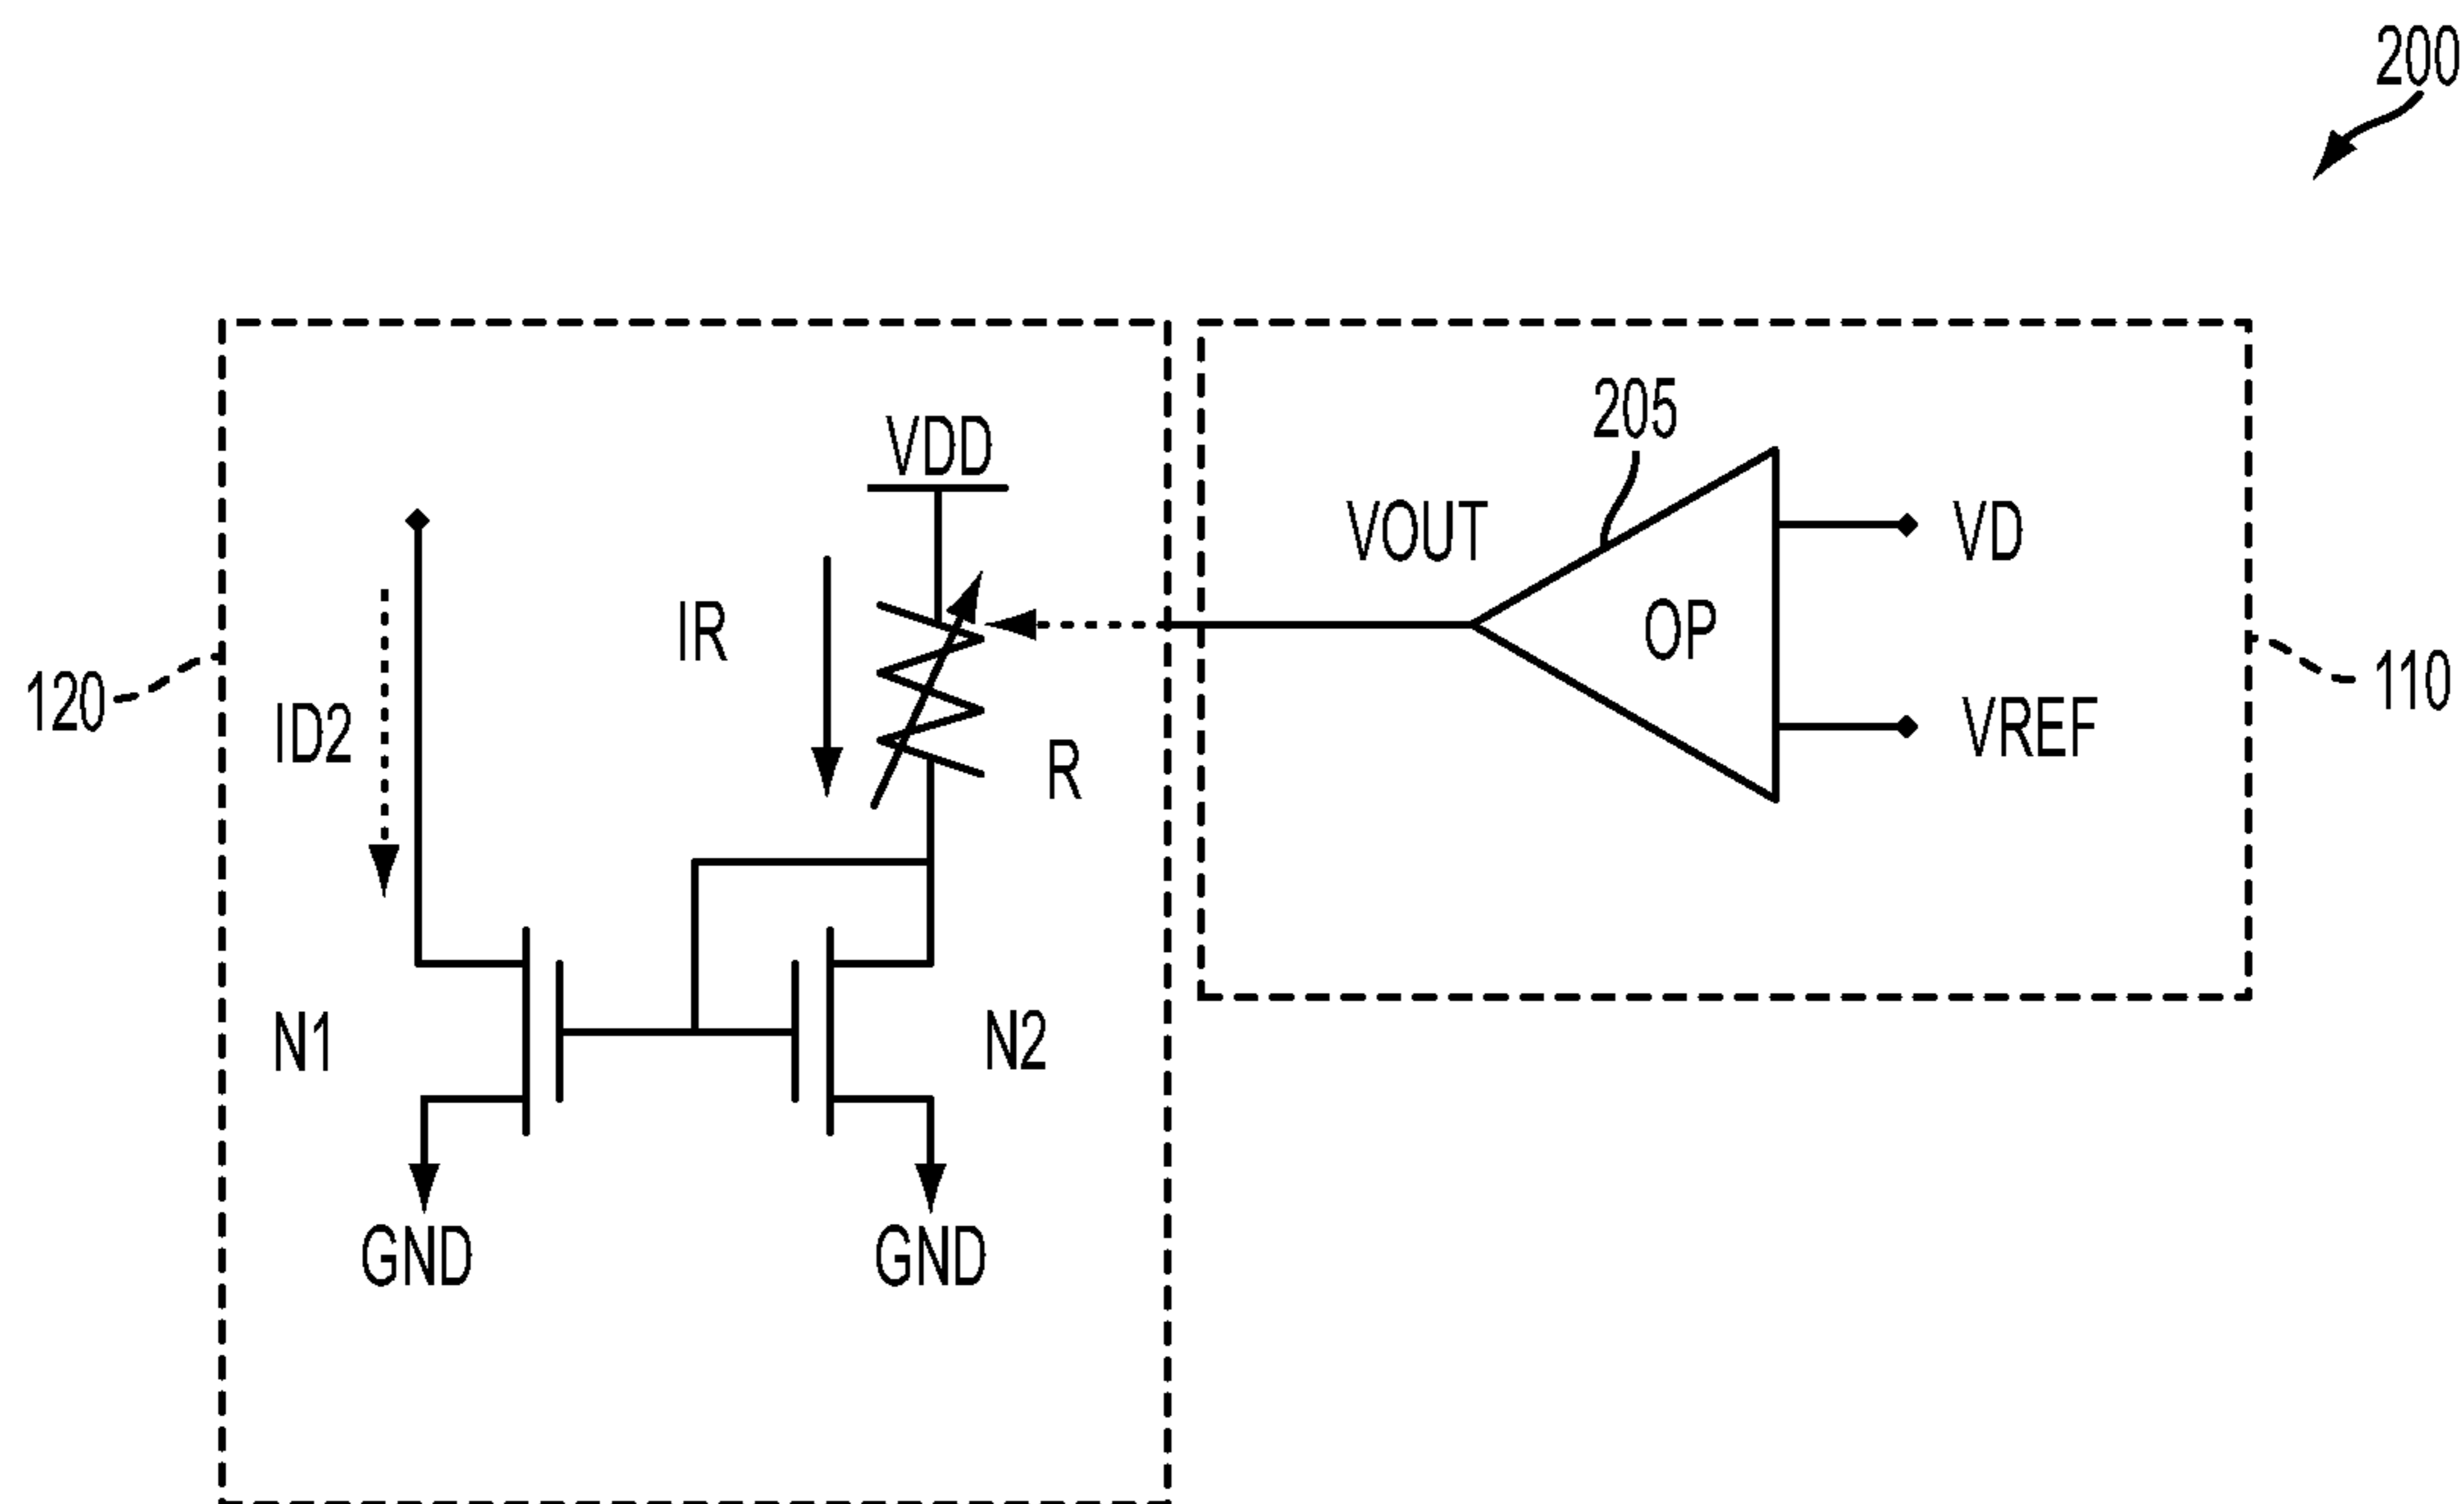 200
205
VDD
VOUT
VD
IR
OP
120
ID2
110
R
VREF
N1
N2
GND
GND